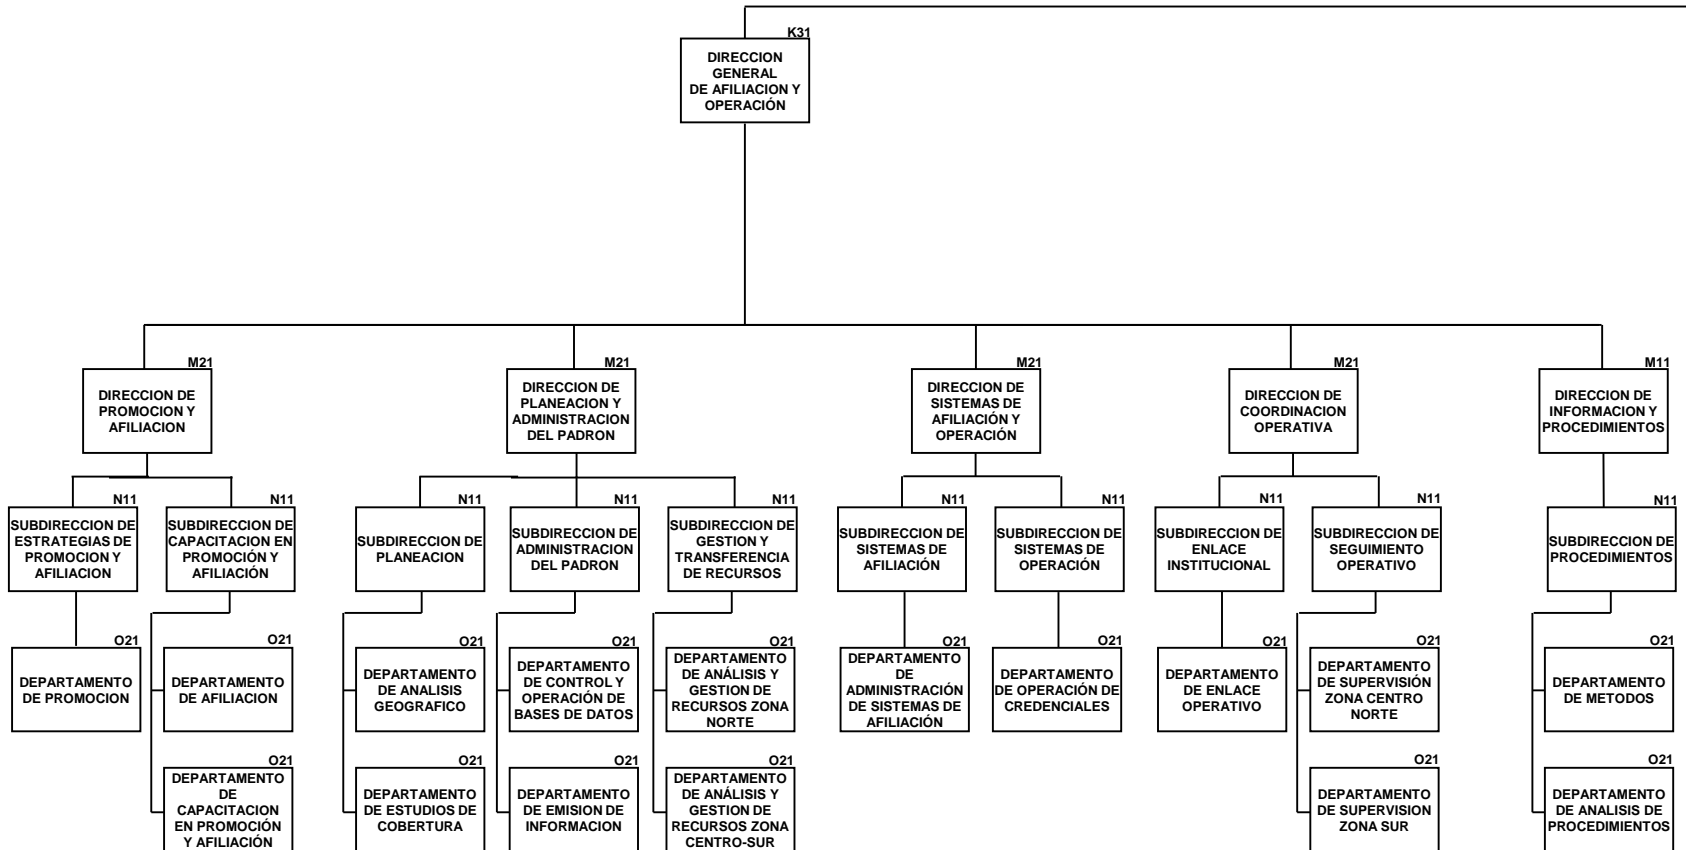 K31
DIRECCION
GENERAL
DE AFILIACION Y
OPERACIÓN
M21
DIRECCION DE
PROMOCION Y
AFILIACION
M21
DIRECCION DE
PLANEACION Y
ADMINISTRACION
DEL PADRON
M21
DIRECCION DE
SISTEMAS DE
AFILIACIÓN Y
OPERACIÓN
M21
DIRECCION DE
COORDINACION
OPERATIVA
M11
DIRECCION DE
INFORMACION Y
PROCEDIMIENTOS
N11
SUBDIRECCION DE
ESTRATEGIAS DE
PROMOCION Y
AFILIACION
N11
SUBDIRECCION DE
CAPACITACION EN
PROMOCIÓN Y
AFILIACIÓN
N11
SUBDIRECCION DE
PLANEACION
N11
SUBDIRECCION DE
ADMINISTRACION
DEL PADRON
N11
SUBDIRECCION DE
GESTION Y
TRANSFERENCIA
DE RECURSOS
N11
SUBDIRECCION DE
SISTEMAS DE
AFILIACIÓN
N11
SUBDIRECCION DE
SISTEMAS DE
OPERACIÓN
N11
SUBDIRECCION DE
ENLACE
INSTITUCIONAL
N11
SUBDIRECCION DE
SEGUIMIENTO
OPERATIVO
N11
SUBDIRECCION DE
PROCEDIMIENTOS
O21
DEPARTAMENTO
DE PROMOCION
O21
DEPARTAMENTO
DE AFILIACION
O21
DEPARTAMENTO
DE ANALISIS
GEOGRAFICO
O21
DEPARTAMENTO
DE CONTROL Y
OPERACIÓN DE
BASES DE DATOS
O21
DEPARTAMENTO
DE ANÁLISIS Y
GESTION DE
RECURSOS ZONA
NORTE
O21
DEPARTAMENTO
DE
ADMINISTRACIÓN
DE SISTEMAS DE
AFILIACIÓN
O21
DEPARTAMENTO
DE OPERACIÓN DE
CREDENCIALES
O21
DEPARTAMENTO
DE ENLACE
OPERATIVO
O21
DEPARTAMENTO
DE SUPERVISIÓN
ZONA CENTRO
NORTE
O21
DEPARTAMENTO
DE METODOS
O21
DEPARTAMENTO
DE
CAPACITACION
EN PROMOCIÓN
Y AFILIACIÓN
O21
DEPARTAMENTO
DE ESTUDIOS DE
COBERTURA
O21
DEPARTAMENTO
DE EMISION DE
INFORMACION
O21
DEPARTAMENTO
DE ANÁLISIS Y
GESTION DE
RECURSOS ZONA
CENTRO-SUR
O21
DEPARTAMENTO
DE SUPERVISION
ZONA SUR
O21
DEPARTAMENTO
DE ANALISIS DE
PROCEDIMIENTOS